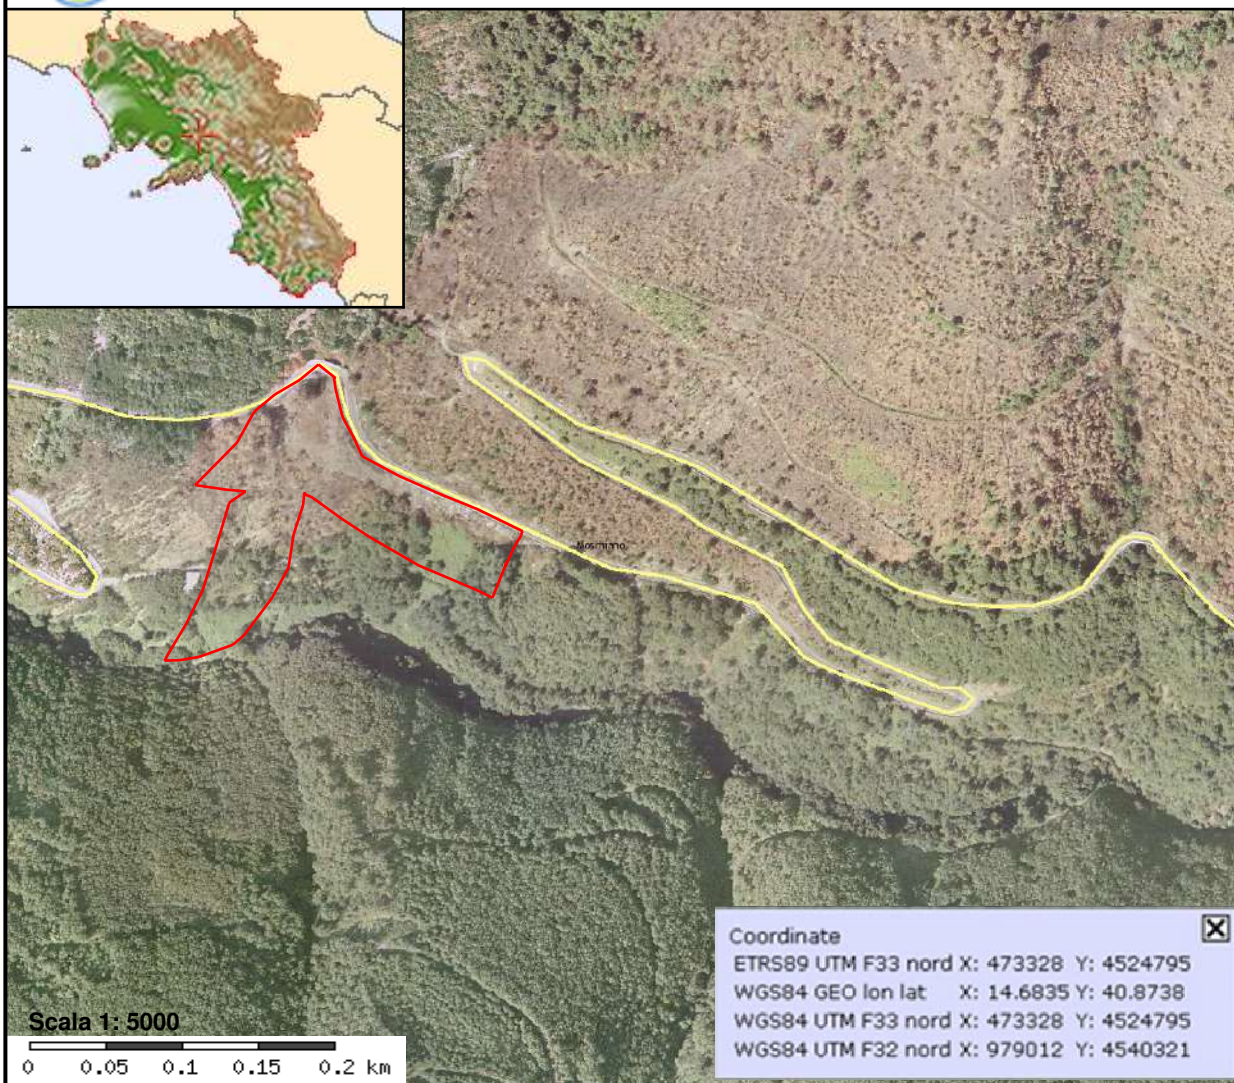 Coordinate
ETRS89 UTM F33 nord X: 473328 Y: 4524795
WGS84 GEO lon lat X: 14.6835 Y: 40.8738
WGS84 UTM F33 nord X: 473328 Y: 4524795
WGS84 UTM F32 nord X: 979012 Y: 4540321
Scala 1: 5000
0 0.05 0.1 0.15 0.2 km